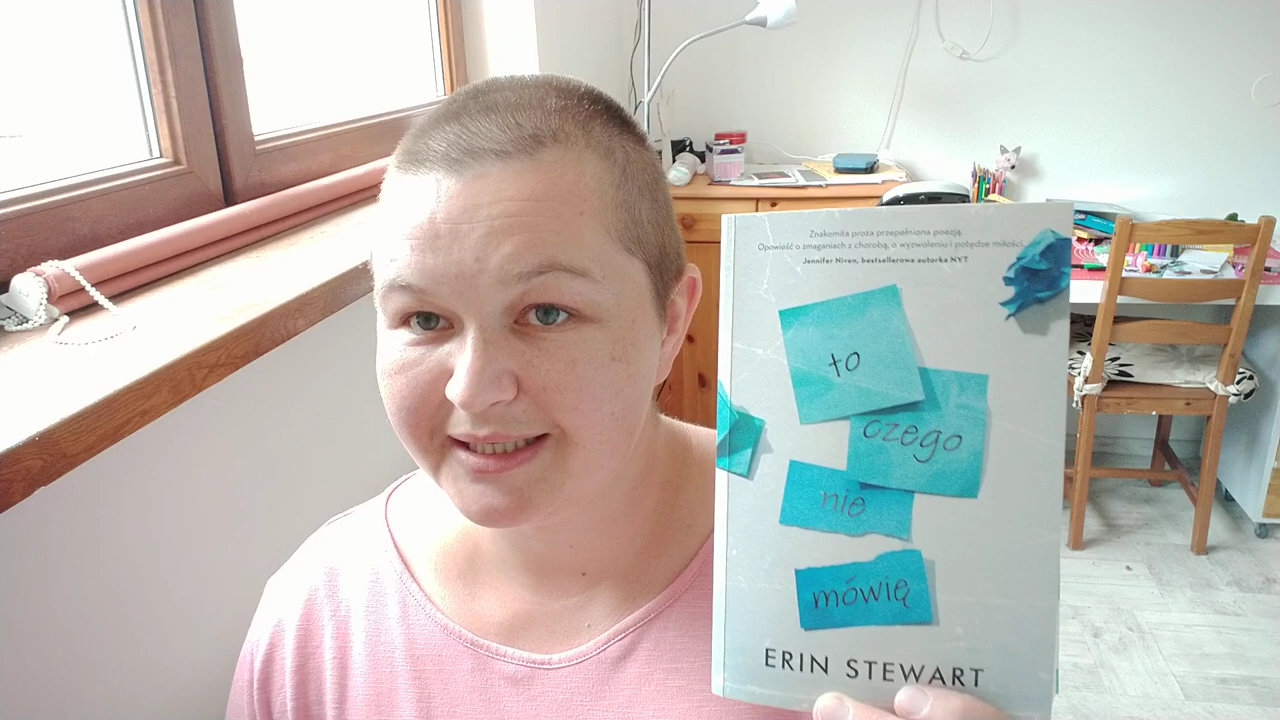 Znakomita proza przepełniona poezją.
Opowieść o zmaganiach z chorobą, o wyzwoleniu i potędze miłości.
Jennifer Niven, bestsellerowa autorka NYT
to
czego
nie
mówię
ERIN STEWART